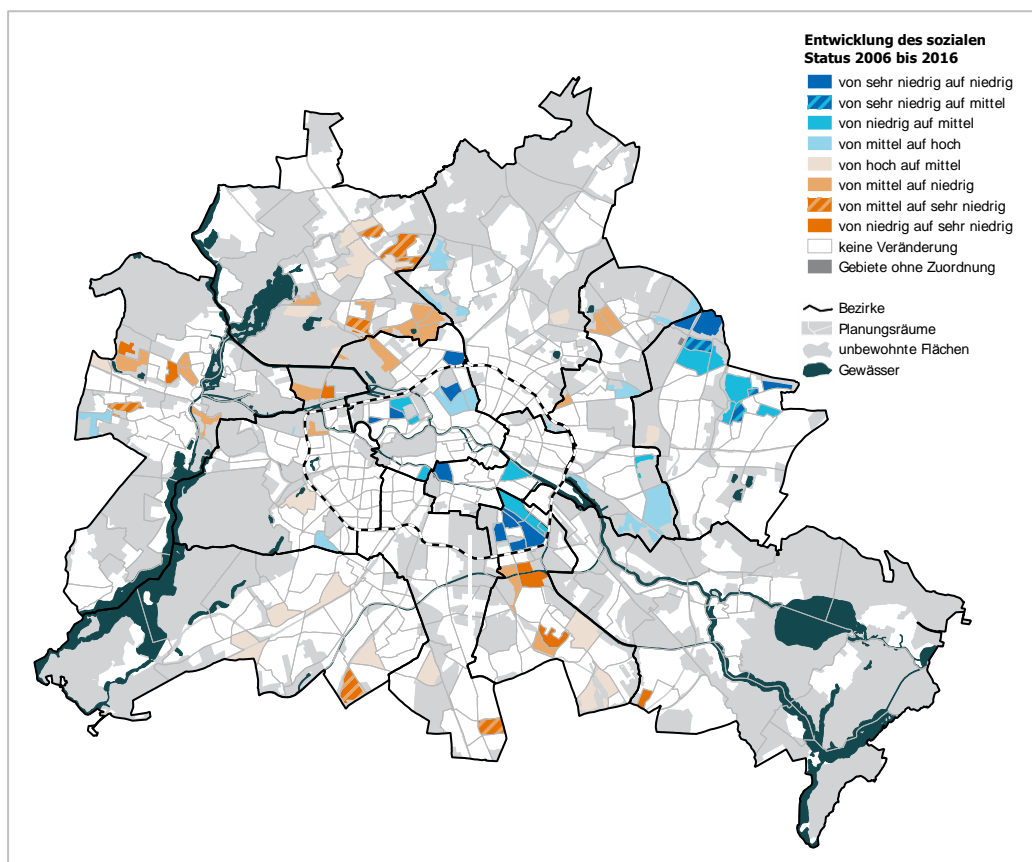 Entwicklung des sozialen
Status 2006 bis 2016
von sehr niedrig auf niedrig
von sehr niedrig auf mittel
von niedrig auf mittel
von mittel auf hoch
von hoch auf mittel
von mittel auf niedrig
von mittel auf sehr niedrig
von niedrig auf sehr niedrig
keine Veränderung
Gebiete ohne Zuordnung
Bezirke
Planungsräume
unbewohnte Flächen
Gewässer